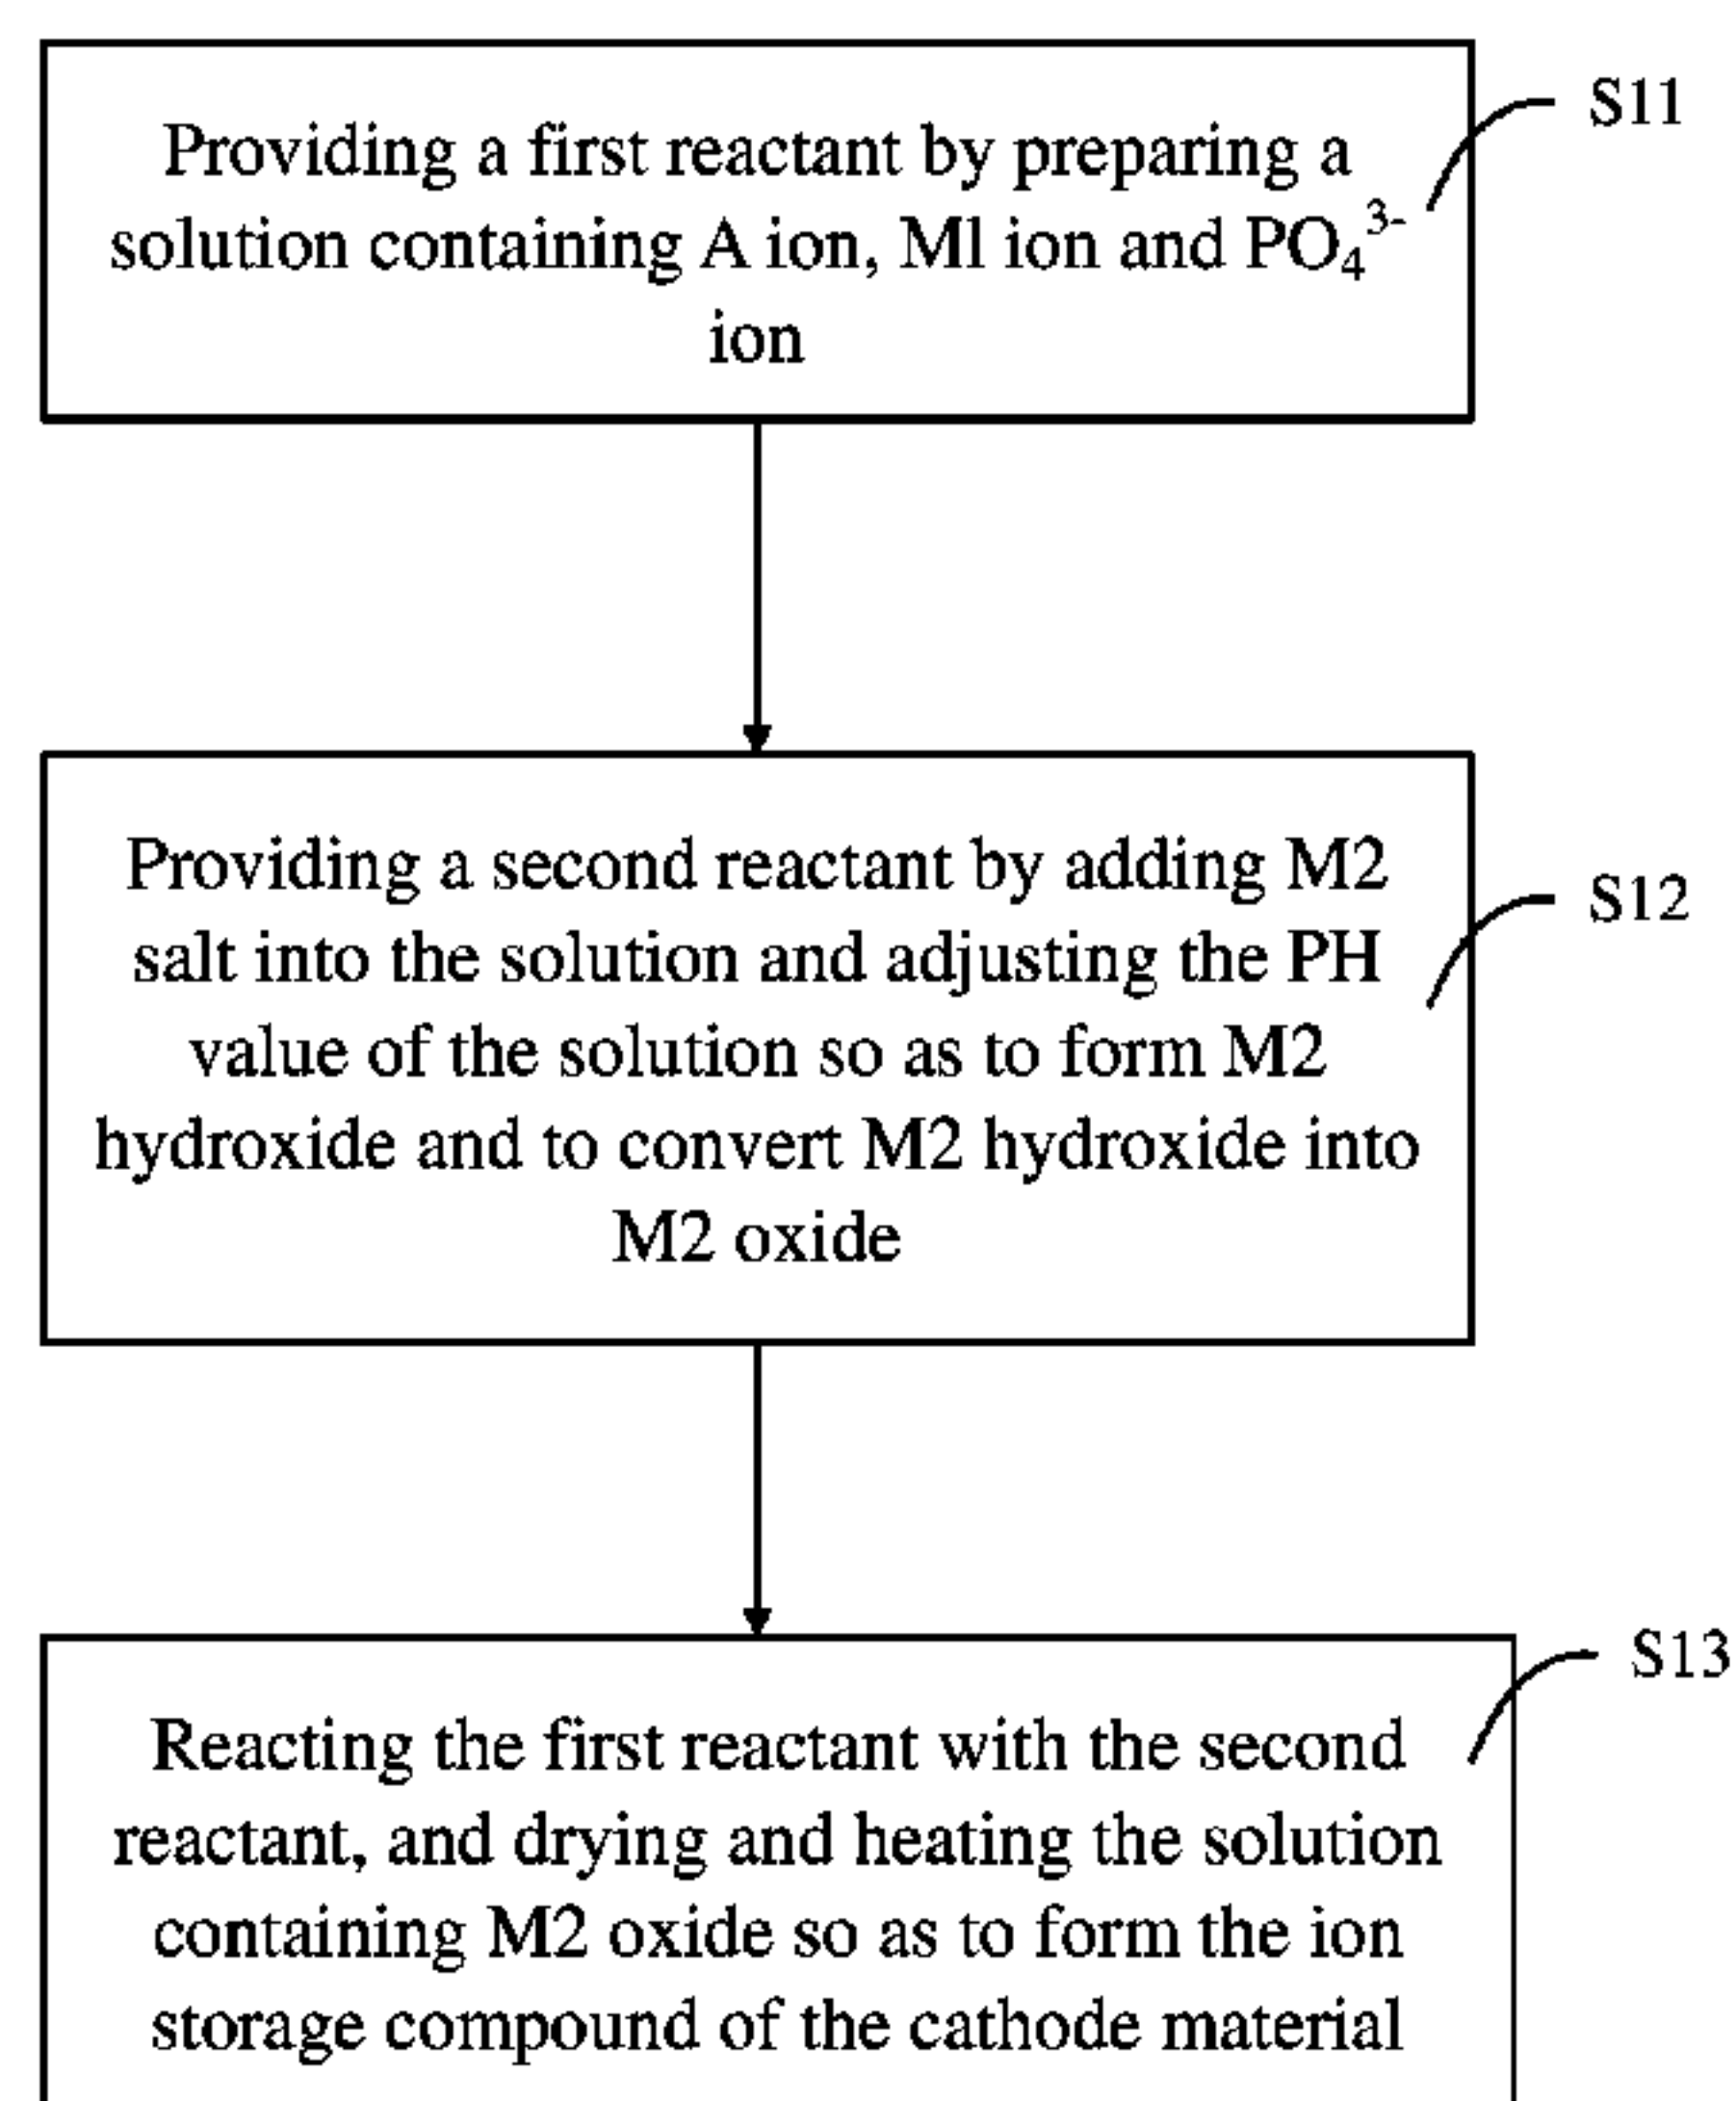 Providing a first reactant by preparing a
solution containing A ion, Ml ion and PO₄³⁻
ion
S11
Providing a second reactant by adding M2
salt into the solution and adjusting the PH
value of the solution so as to form M2
hydroxide and to convert M2 hydroxide into
M2 oxide
S12
Reacting the first reactant with the second
reactant, and drying and heating the solution
containing M2 oxide so as to form the ion
storage compound of the cathode material
S13